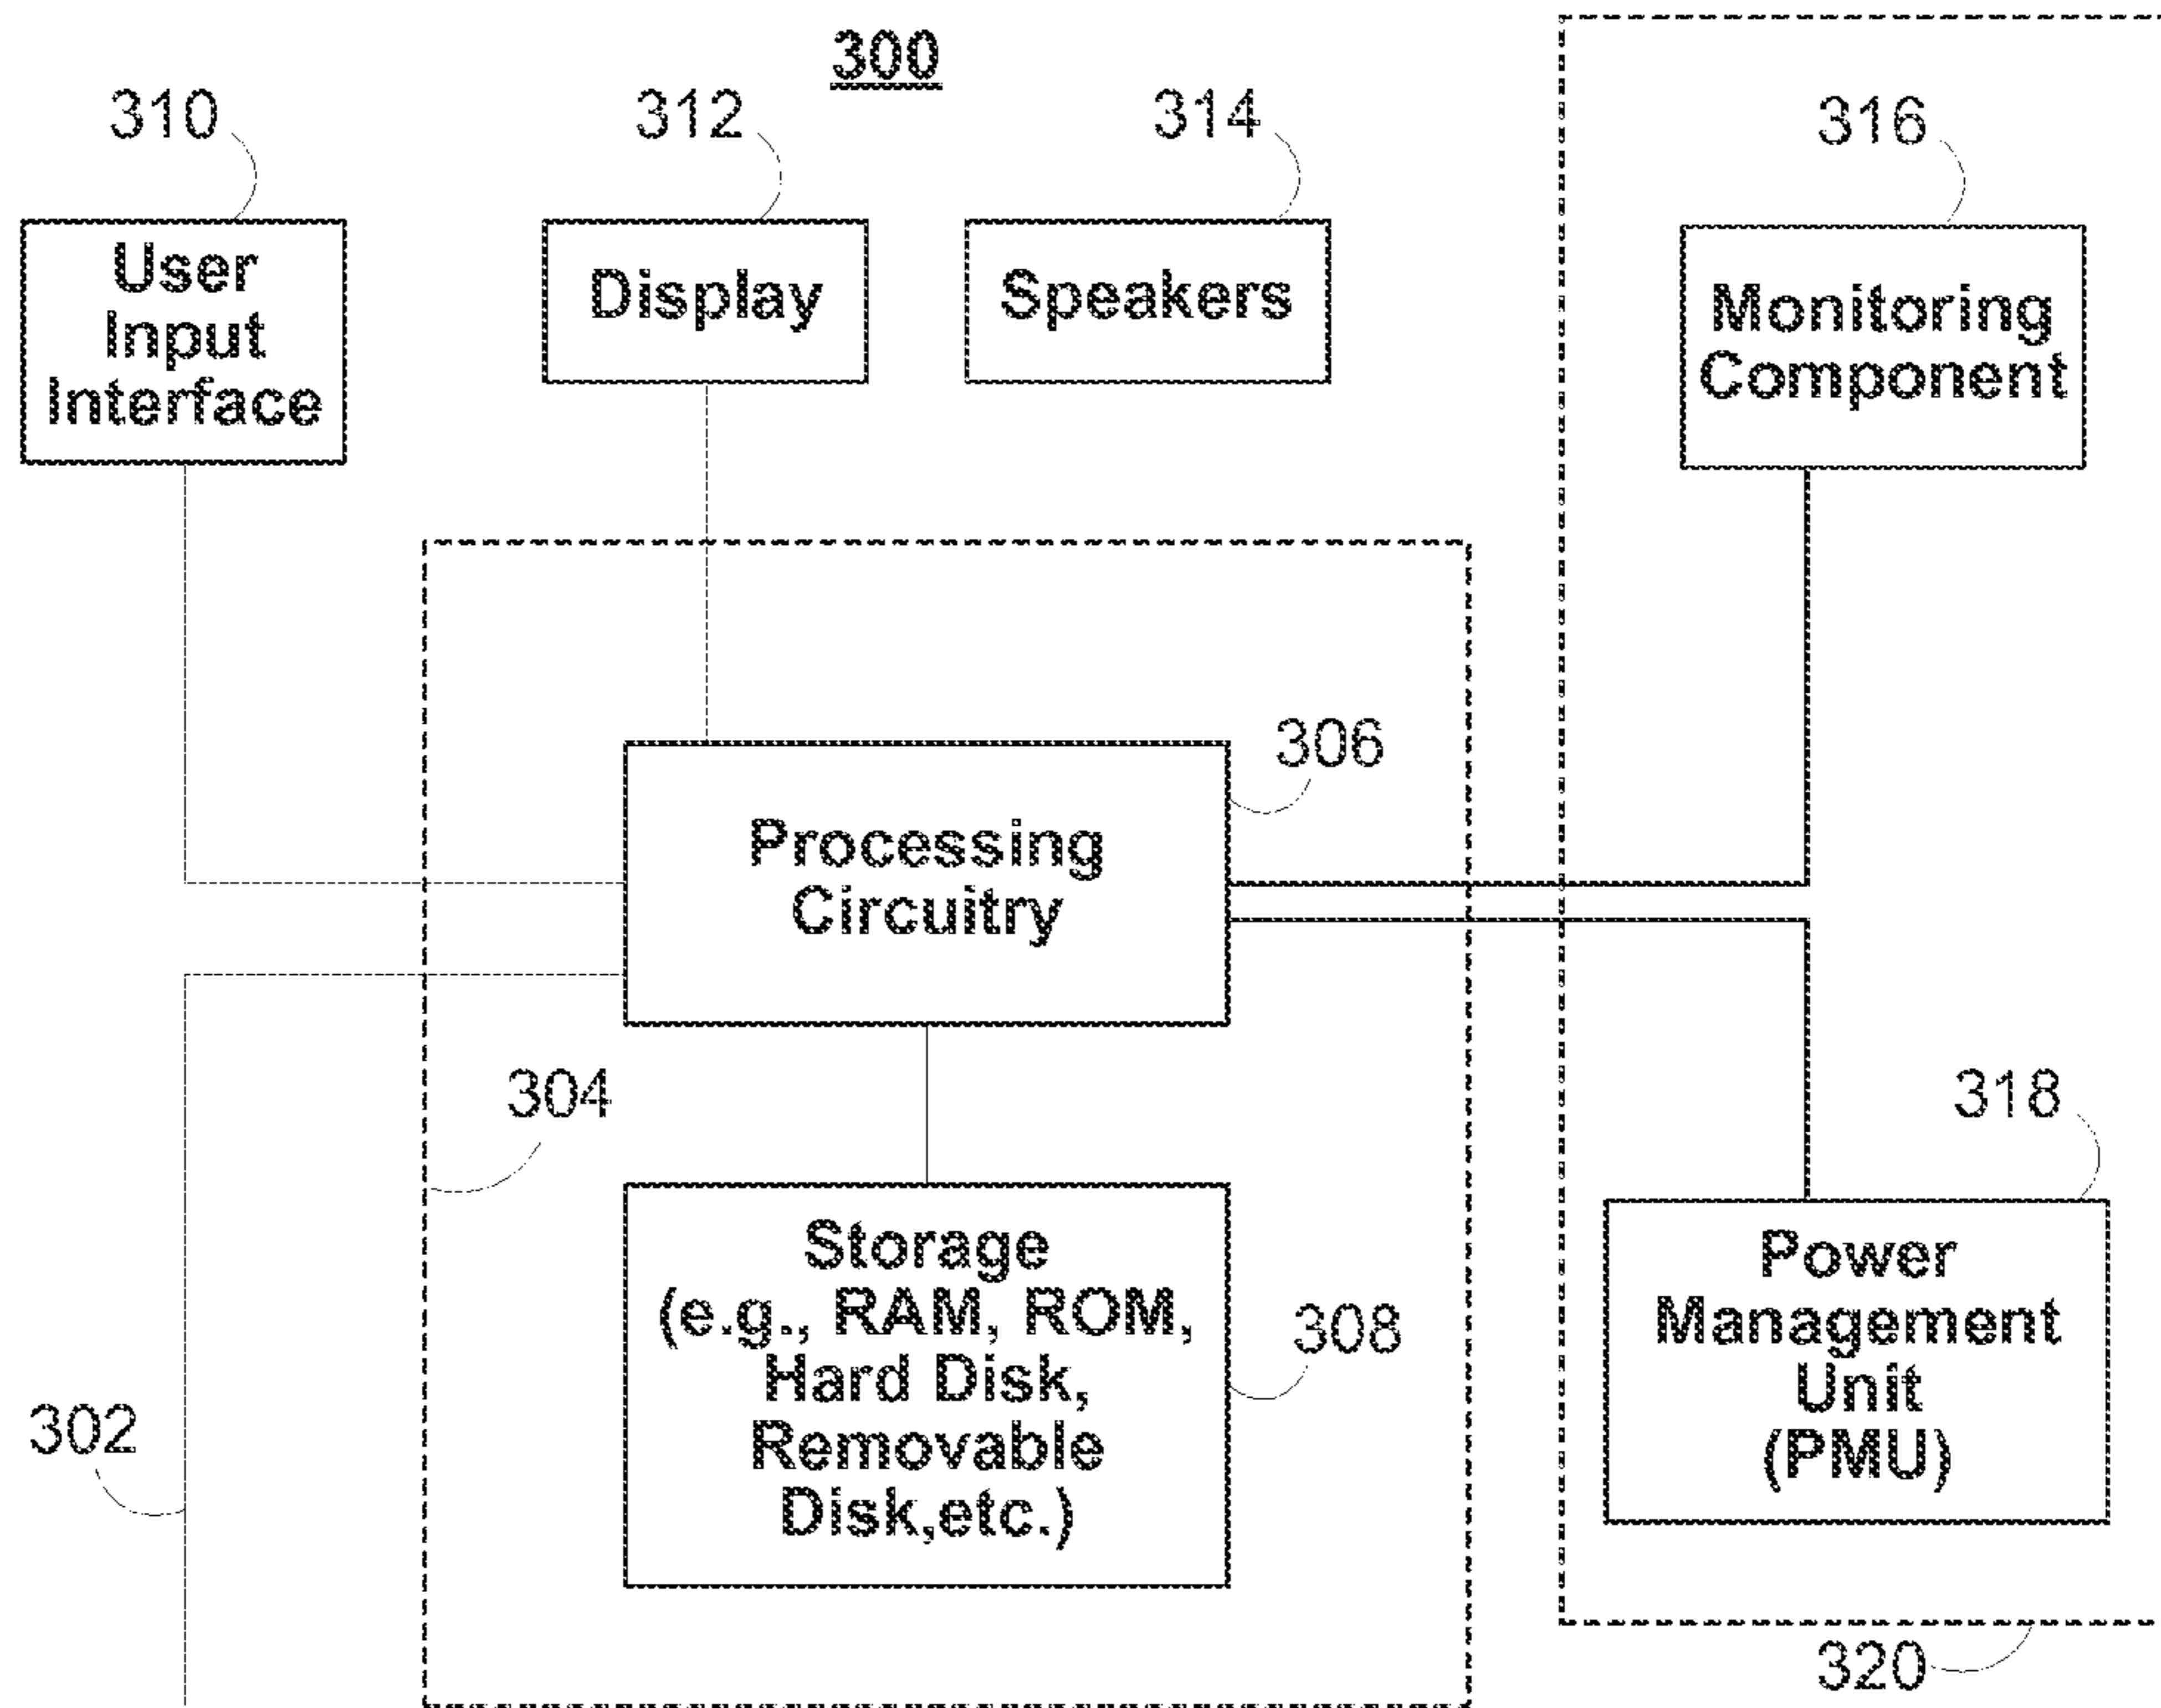 300
310
312
314
316
User
Input
Interface
Display
Speakers
Monitoring
Component
306
Processing
Circuitry
304
318
Storage
(e.g., RAM, ROM,
Hard Disk,
Removable
Disk,etc.)
308
Power
Management
Unit
(PMU)
302
320